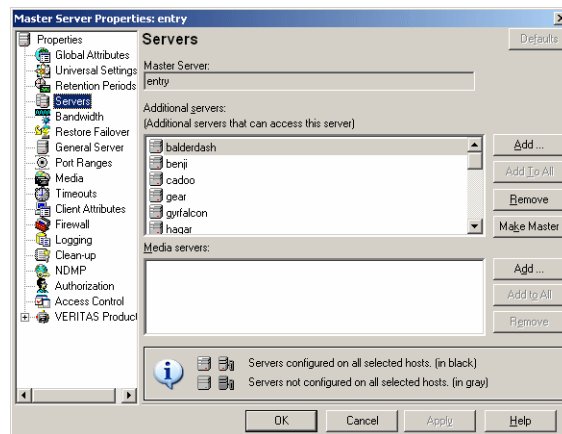 Master Server Properties: entry
Properties
Global Attributes
Universal Settings
Retention Periods
Servers
Bandwidth
Restore Failover
General Server
Port Ranges
Media
Timeouts
Client Attributes
Firewall
Logging
Clean-up
NDMP
Authorization
Access Control
VERITAS Product
Servers
Defaults
Master Server:
entry
Additional servers:
(Additional servers that can access this server)
balderdash
benji
cadoo
gear
gyrfalcon
hagar
Add ...
Add To All
Remove
Make Master
Media servers:
Add ...
Add to All
Remove
Servers configured on all selected hosts. (in black)
Servers not configured on all selected hosts. (in gray)
OK
Cancel
Apply
Help